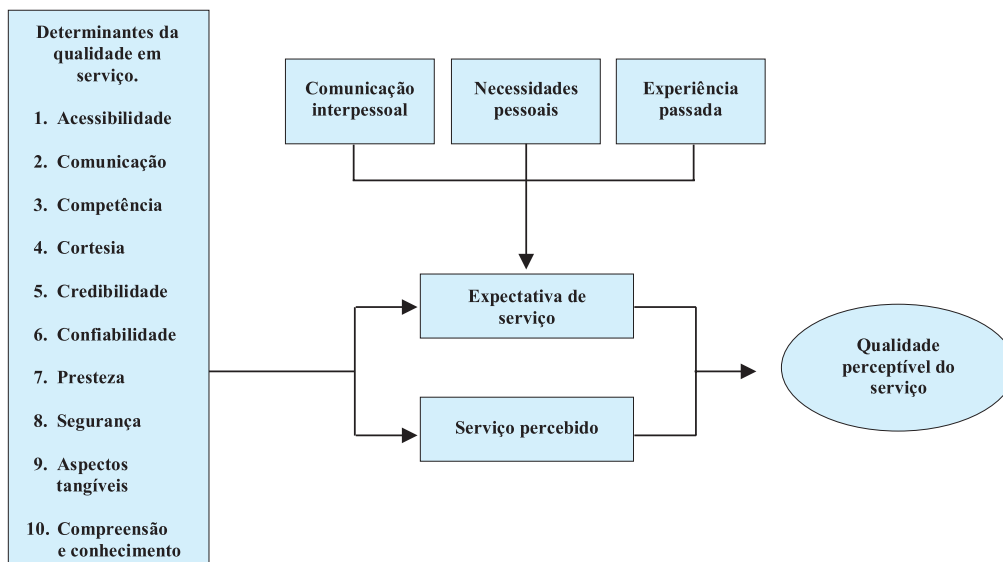 Determinantes da
qualidade em
serviço.
1. Acessibilidade
2. Comunicação
3. Competência
4. Cortesia
5. Credibilidade
6. Confiabilidade
7. Presteza
8. Segurança
9. Aspectos
tangíveis
10. Compreensão
e conhecimento
Comunicação
interpessoal
Necessidades
pessoais
Experiência
passada
Expectativa de
serviço
Serviço percebido
Qualidade
perceptível do
serviço